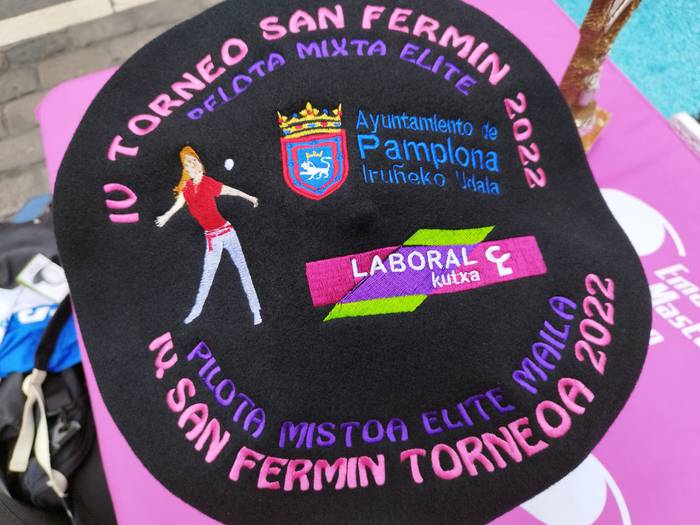 IV TORNEO SAN FERMIN 2022
PELOTA MIXTA ELITE
Ayuntamiento de
Pamplona
Iruñeko Udala
LABORAL
kutxa
PILOTA MISTOA ELITE MAILA
IV. SAN FERMIN TORNEOA 2022